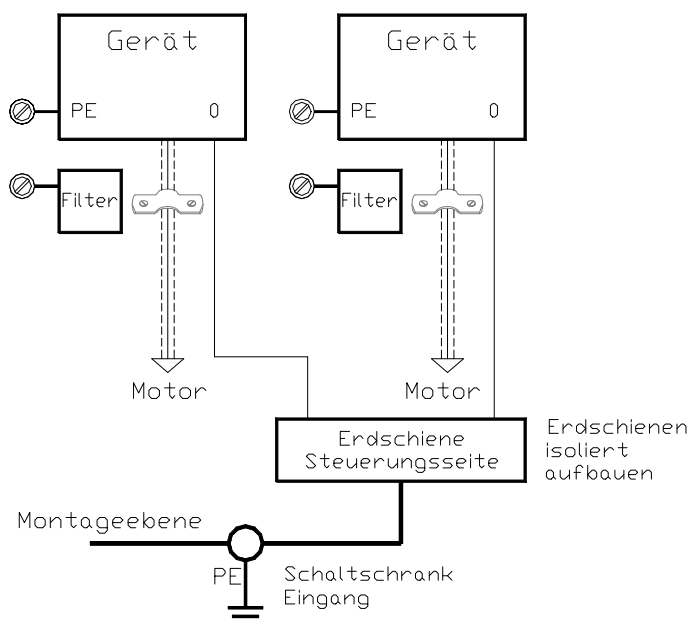 Gerät
Gerät
PE
0
PE
0
Filter
Filter
Motor
Motor
Erdschiene
Steuerungsseite
Erdschienen
isoliert
aufbauen
Montageebene
PE
Schaltschrank
Eingang